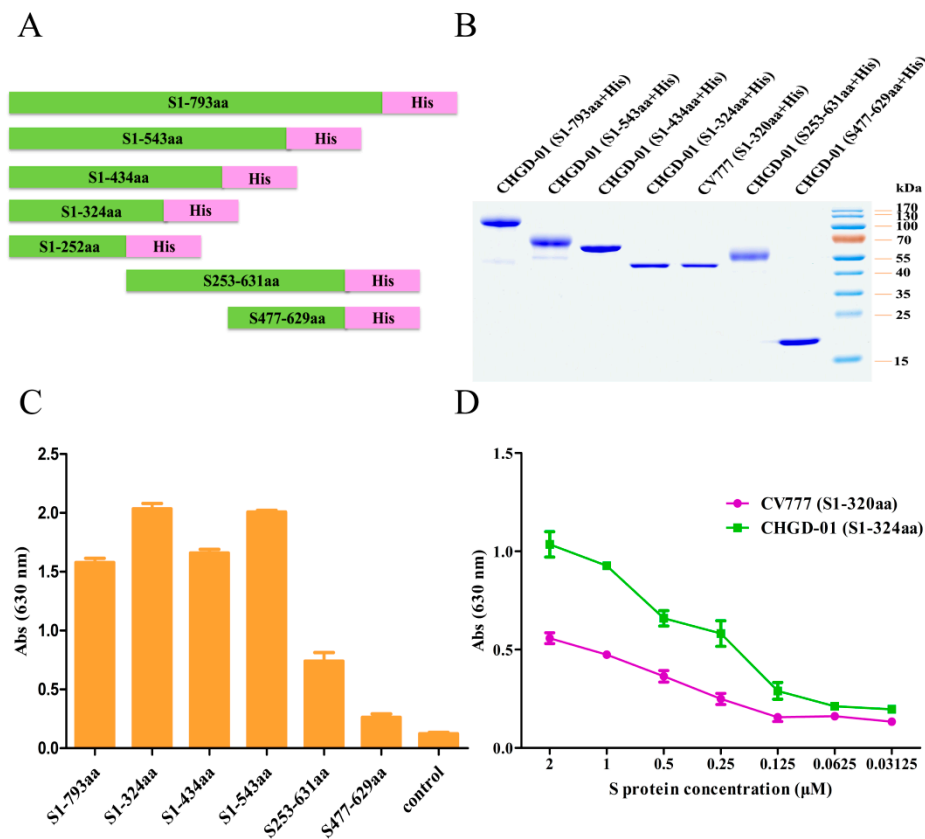 A
S1-793aa His
S1-543aa His
S1-434aa His
S1-324aa His
S1-252aa His
S253-631aa His
S477-629aa His
B
CHGD-01 (S1-793aa+His)
CHGD-01 (S1-543aa+His)
CHGD-01 (S1-434aa+His)
CHGD-01 (S1-324aa+His)
CV777 (S1-320aa+His)
CHGD-01 (S253-631aa+His)
CHGD-01 (S477-629aa+His)
kDa
170
130
100
70
55
40
35
25
15
C
Abs (630 nm)
2.5
2.0
1.5
1.0
0.5
0.0
S1-793aa
S1-324aa
S1-434aa
S1-543aa
S253-631aa
S477-629aa
control
D
Abs (630 nm)
1.5
1.0
0.5
0.0
CV777 (S1-320aa)
CHGD-01 (S1-324aa)
2 1 0.5 0.25 0.125 0.0625 0.03125
S protein concentration (μM)